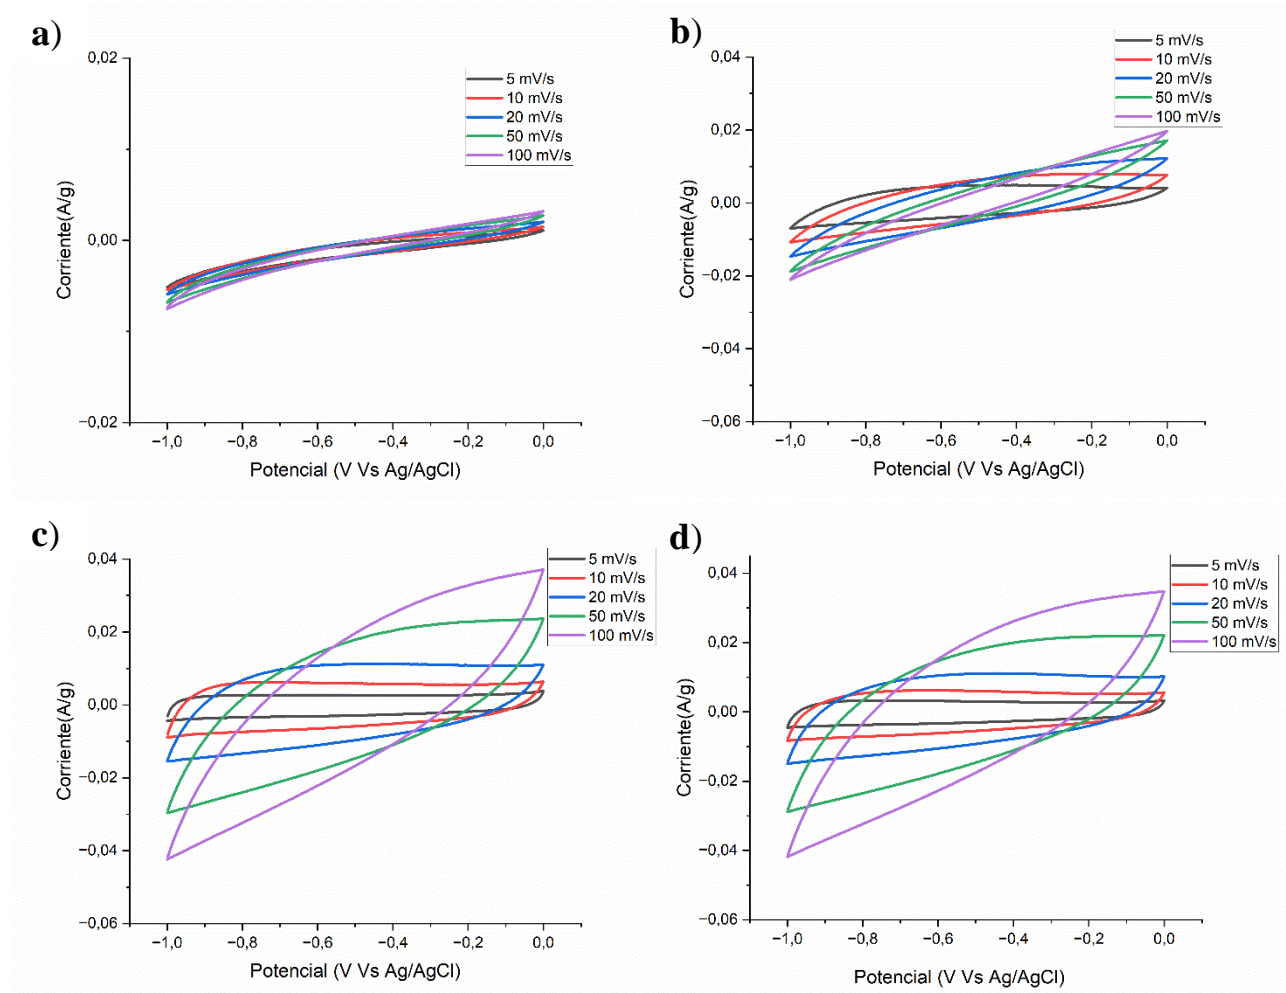 a)
0,02
0,00
−0,02
Corriente(A/g)
5 mV/s
10 mV/s
20 mV/s
50 mV/s
100 mV/s
−1,0 −0,8 −0,6 −0,4 −0,2 0,0
Potencial (V Vs Ag/AgCl)
b)
0,04
0,02
0,00
−0,02
−0,04
−0,06
Corriente(A/g)
5 mV/s
10 mV/s
20 mV/s
50 mV/s
100 mV/s
−1,0 −0,8 −0,6 −0,4 −0,2 0,0
Potencial (V Vs Ag/AgCl)
c)
0,04
0,02
0,00
−0,02
−0,04
−0,06
Corriente(A/g)
5 mV/s
10 mV/s
20 mV/s
50 mV/s
100 mV/s
−1,0 −0,8 −0,6 −0,4 −0,2 0,0
Potencial (V Vs Ag/AgCl)
d)
0,04
0,02
0,00
−0,02
−0,04
−0,06
Corriente(A/g)
5 mV/s
10 mV/s
20 mV/s
50 mV/s
100 mV/s
−1,0 −0,8 −0,6 −0,4 −0,2 0,0
Potencial (V Vs Ag/AgCl)